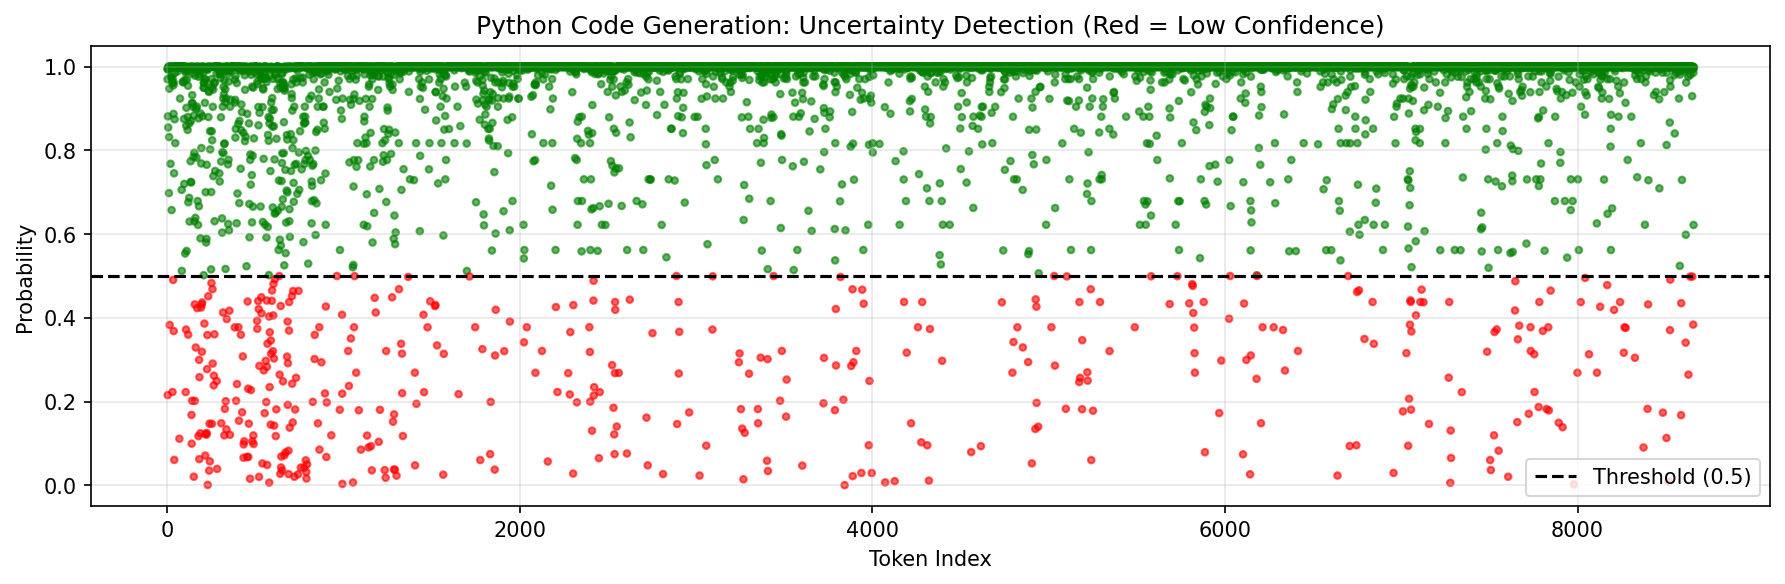 Python Code Generation: Uncertainty Detection (Red = Low Confidence)
Probability
1.0
0.8
0.6
0.4
0.2
0.0
Threshold (0.5)
0 2000 4000 6000 8000
Token Index